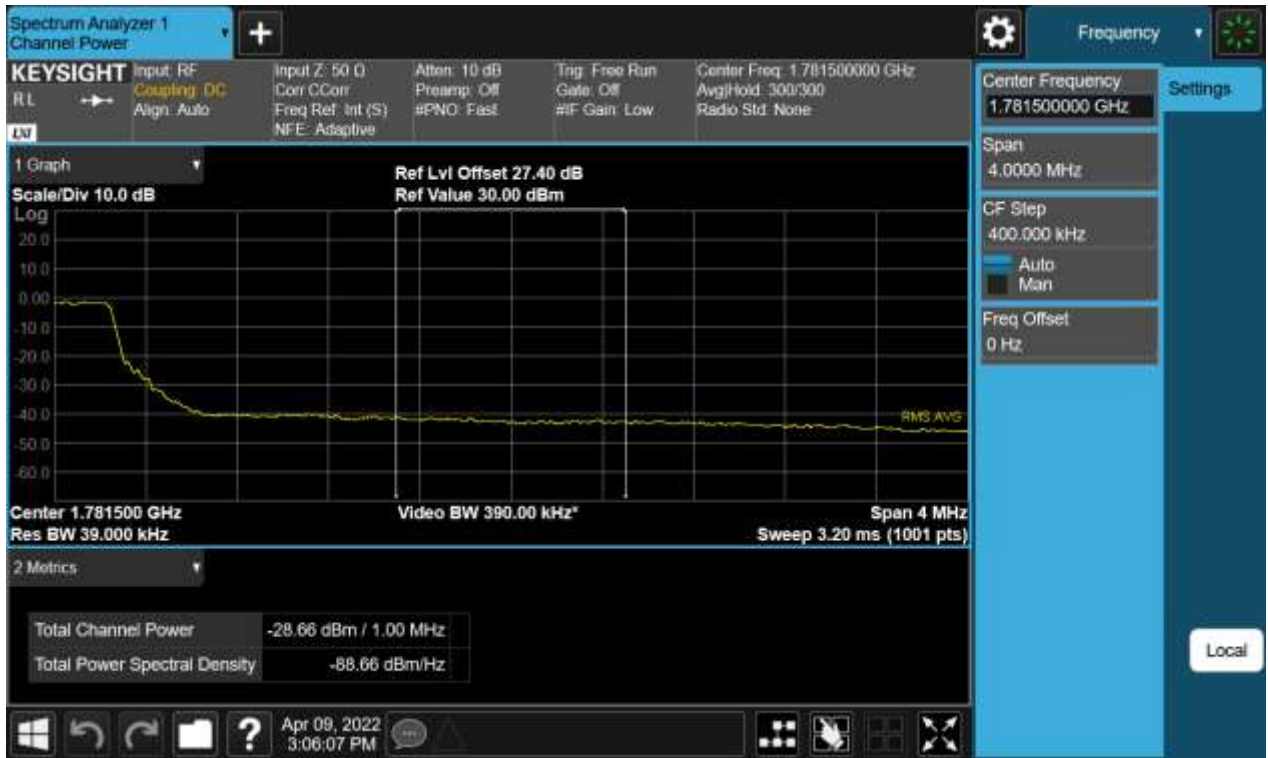 Spectrum Analyzer 1
Channel Power
Frequency
KEYSIGHT
RL
LXI
Input: RF
Coupling: DC
Align: Auto
Input Z: 50 Ω
Corr CCorr
Freq Ref: Int (S)
NFE: Adaptive
Atten: 10 dB
Preamp: Off
#PNO: Fast
Trig: Free Run
Gate: Off
#IF Gain: Low
Center Freq: 1.781500000 GHz
Avg|Hold: 300/300
Radio Std: None
Center Frequency
1.781500000 GHz
Settings
Span
4.0000 MHz
CF Step
400.000 kHz
Auto
Man
Freq Offset
0 Hz
1 Graph
Scale/Div 10.0 dB
Ref Lvl Offset 27.40 dB
Ref Value 30.00 dBm
Log
20.0
10.0
0.00
-10.0
-20.0
-30.0
-40.0
-50.0
-60.0
RMS AVG
Center 1.781500 GHz
Video BW 390.00 kHz*
Span 4 MHz
Res BW 39.000 kHz
Sweep 3.20 ms (1001 pts)
2 Metrics
Total Channel Power
-28.66 dBm / 1.00 MHz
Total Power Spectral Density
-88.66 dBm/Hz
Local
?
Apr 09, 2022
3:06:07 PM